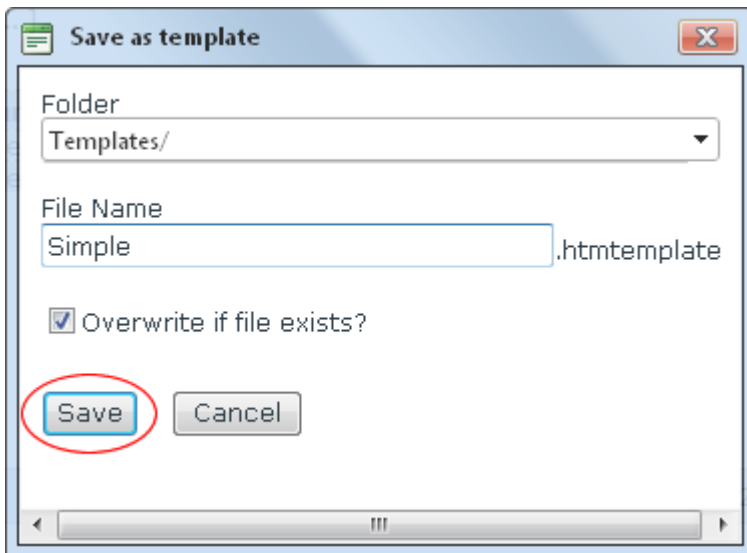 Save as template
Folder
Templates/
File Name
Simple .htmtemplate
Overwrite if file exists?
Save Cancel